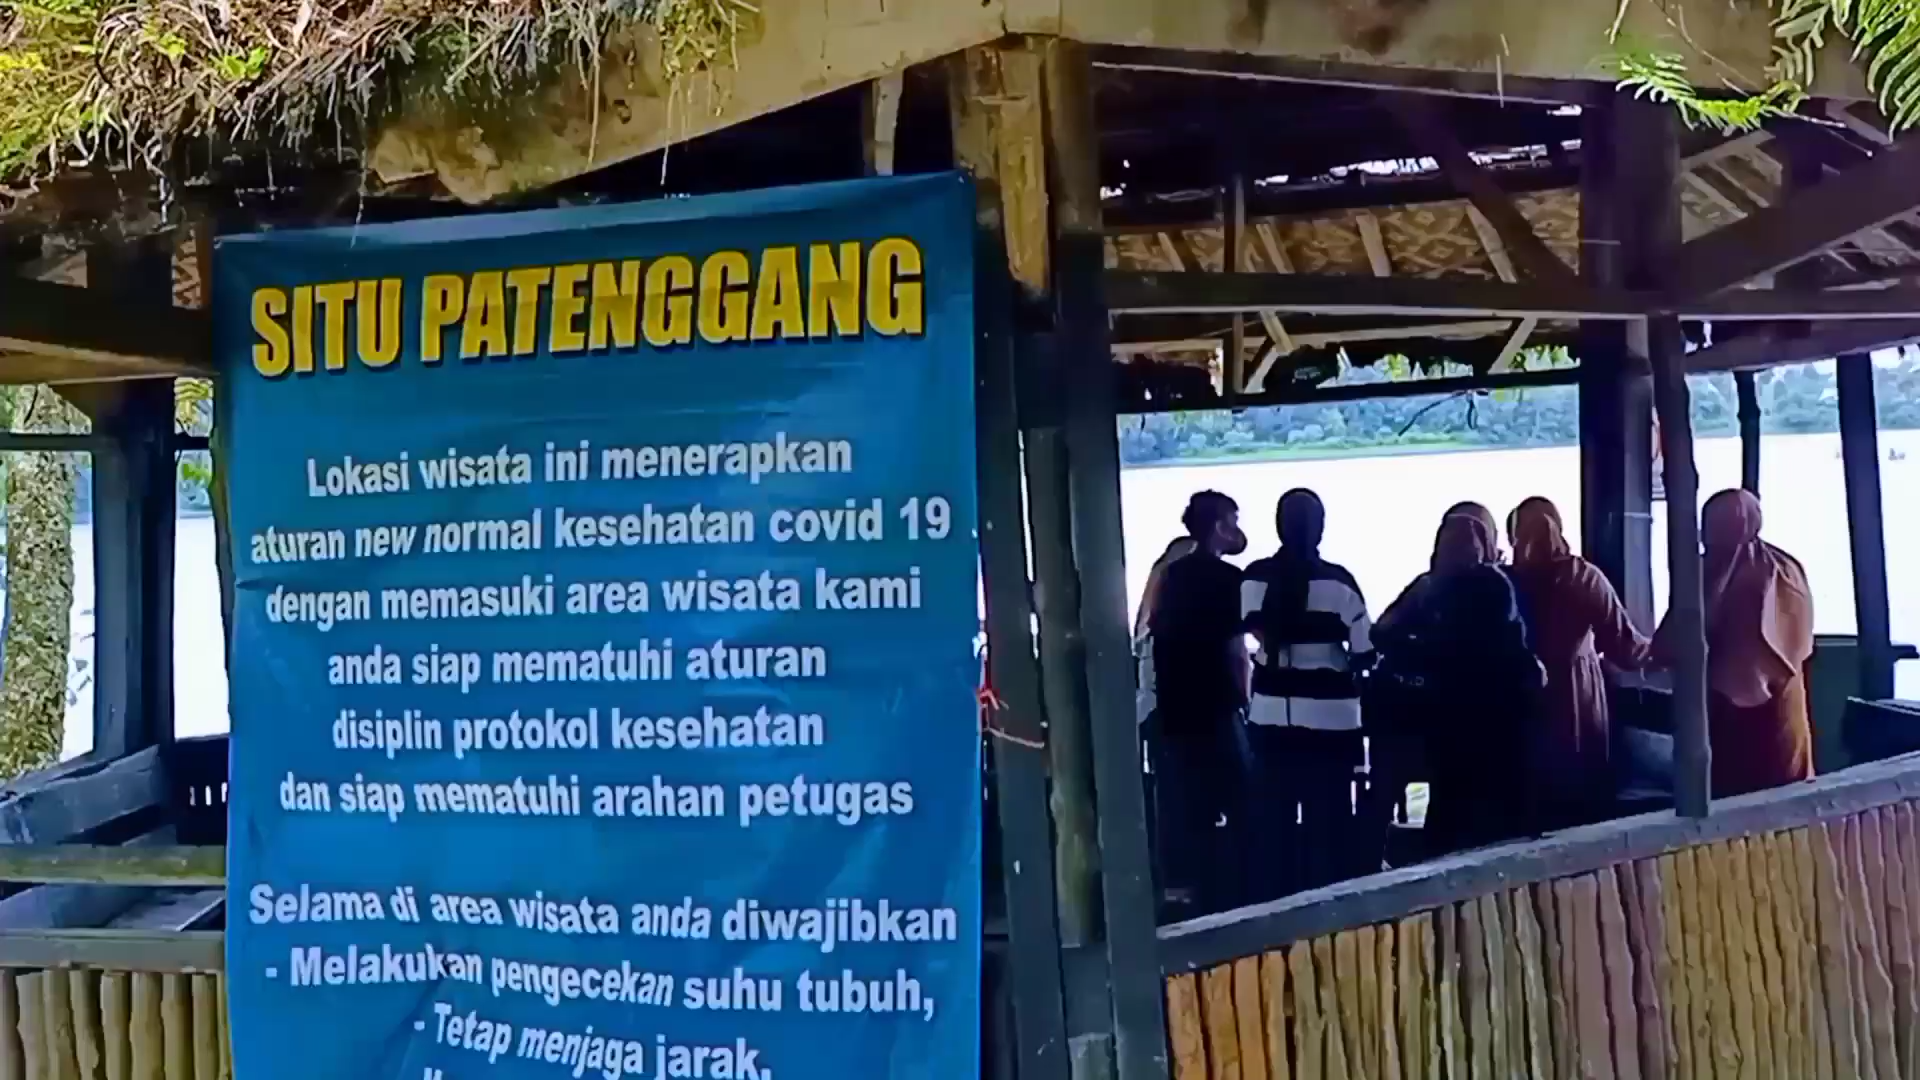 SITU PATENGGANG
Lokasi wisata ini menerapkan
aturan new normal kesehatan covid 19
dengan memasuki area wisata kami
anda siap mematuhi aturan
disiplin protokol kesehatan
dan siap mematuhi arahan petugas
Selama di area wisata anda diwajibkan
- Melakukan pengecekan suhu tubuh,
- Tetap menjaga jarak,